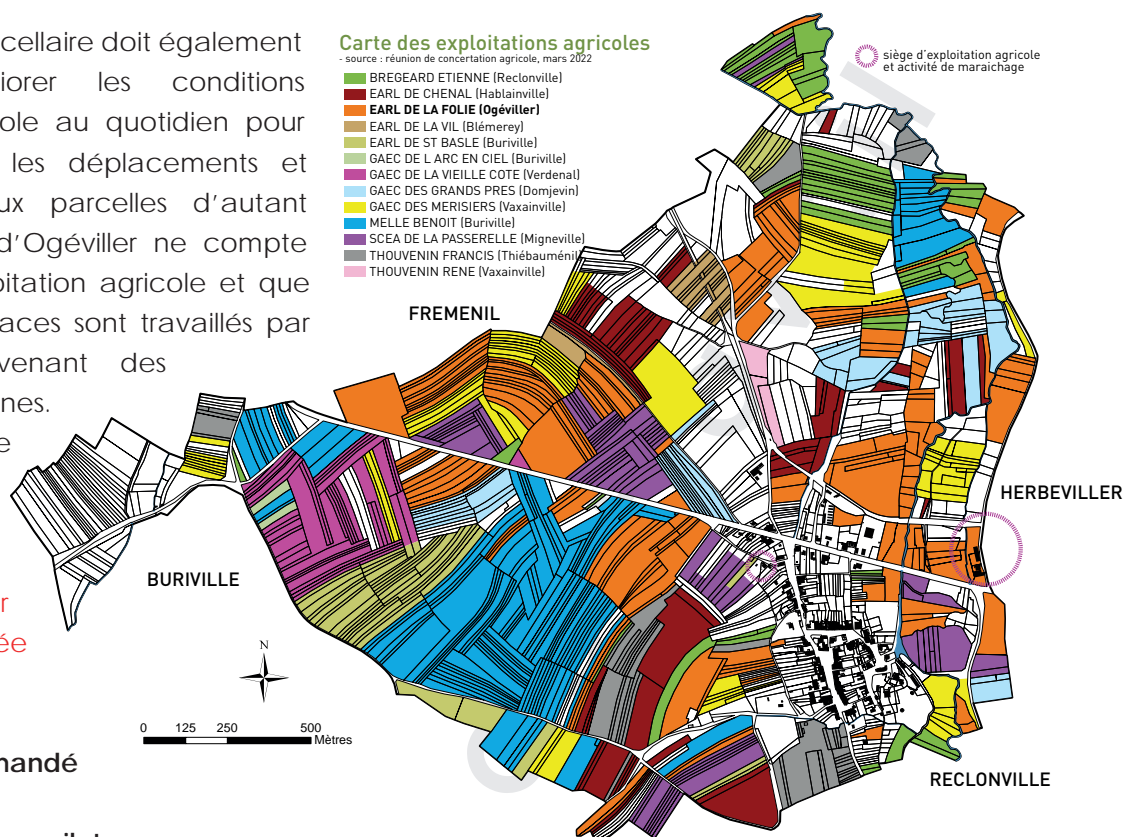 cellaire doit également
iorer les conditions
ole au quotidien pour
les déplacements et
ux parcelles d'autant
d'Ogéviller ne compte
oitation agricole et que
aces sont travaillés par
venant des
nes.
e
r
ée
nandé
Carte des exploitations agricoles
- source : réunion de concertation agricole, mars 2022
BREGEARD ETIENNE (Reclonville)
EARL DE CHENAL (Hablainville)
EARL DE LA FOLIE (Ogéviller)
EARL DE LA VIL (Blémerey)
EARL DE ST BASLE (Buriville)
GAEC DE L ARC EN CIEL (Buriville)
GAEC DE LA VIEILLE COTE (Verdenal)
GAEC DES GRANDS PRES (Domjevin)
GAEC DES MERISIERS (Vaxainville)
MELLE BENOIT (Buriville)
SCEA DE LA PASSERELLE (Migneville)
THOUVENIN FRANCIS (Thiébauménil)
THOUVENIN RENE (Vaxainville)
siège d'exploitation agricole
et activité de maraichage
FREMENIL
HERBEVILLER
BURIVILLE
RECLONVILLE
N
0 125 250 500
Mètres